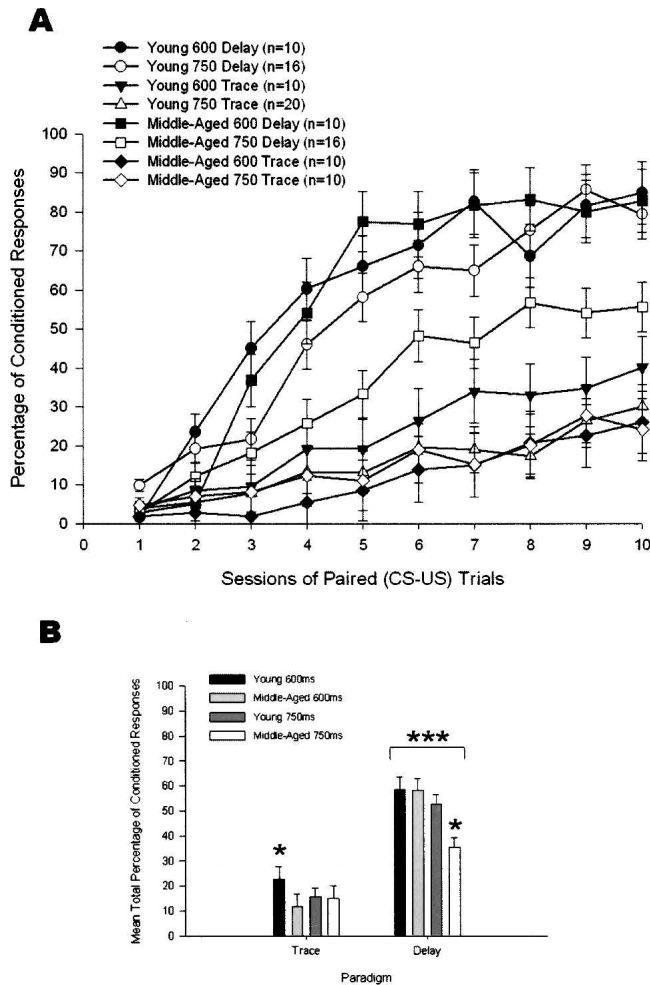 A
Young 600 Delay (n=10)
Young 750 Delay (n=16)
Young 600 Trace (n=10)
Young 750 Trace (n=20)
Middle-Aged 600 Delay (n=10)
Middle-Aged 750 Delay (n=16)
Middle-Aged 600 Trace (n=10)
Middle-Aged 750 Trace (n=10)
Percentage of Conditioned Responses
100
90
80
70
60
50
40
30
20
10
0
0 1 2 3 4 5 6 7 8 9 10
Sessions of Paired (CS-US) Trials
B
Young 600ms
Middle-Aged 600ms
Young 750ms
Middle-Aged 750ms
Mean Total Percentage of Conditioned Responses
100
90
80
70
60
50
40
30
20
10
0
*
***
*
Trace Delay
Paradigm